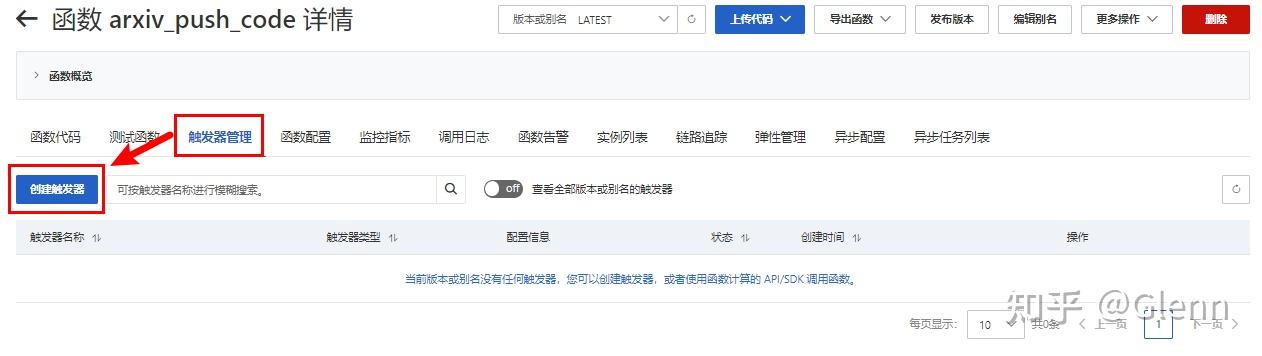 函数 arxiv_push_code 详情
版本或别名 LATEST 上传代码 导出函数 发布版本 编辑别名 更多操作 删除
函数概览
函数代码 测试函数 触发器管理 函数配置 监控指标 调用日志 函数告警 实例列表 链路追踪 弹性管理 异步配置 异步任务列表
创建触发器 可按触发器名称进行模糊搜索。 off 查看全部版本或别名的触发器
触发器名称 触发器类型 配置信息 状态 创建时间 操作
当前版本或别名没有任何触发器，您可以创建触发器，或者使用函数计算的 API/SDK 调用函数。
每页显示： 10 共0条 上一页 1 下一页
知乎 @Glenn